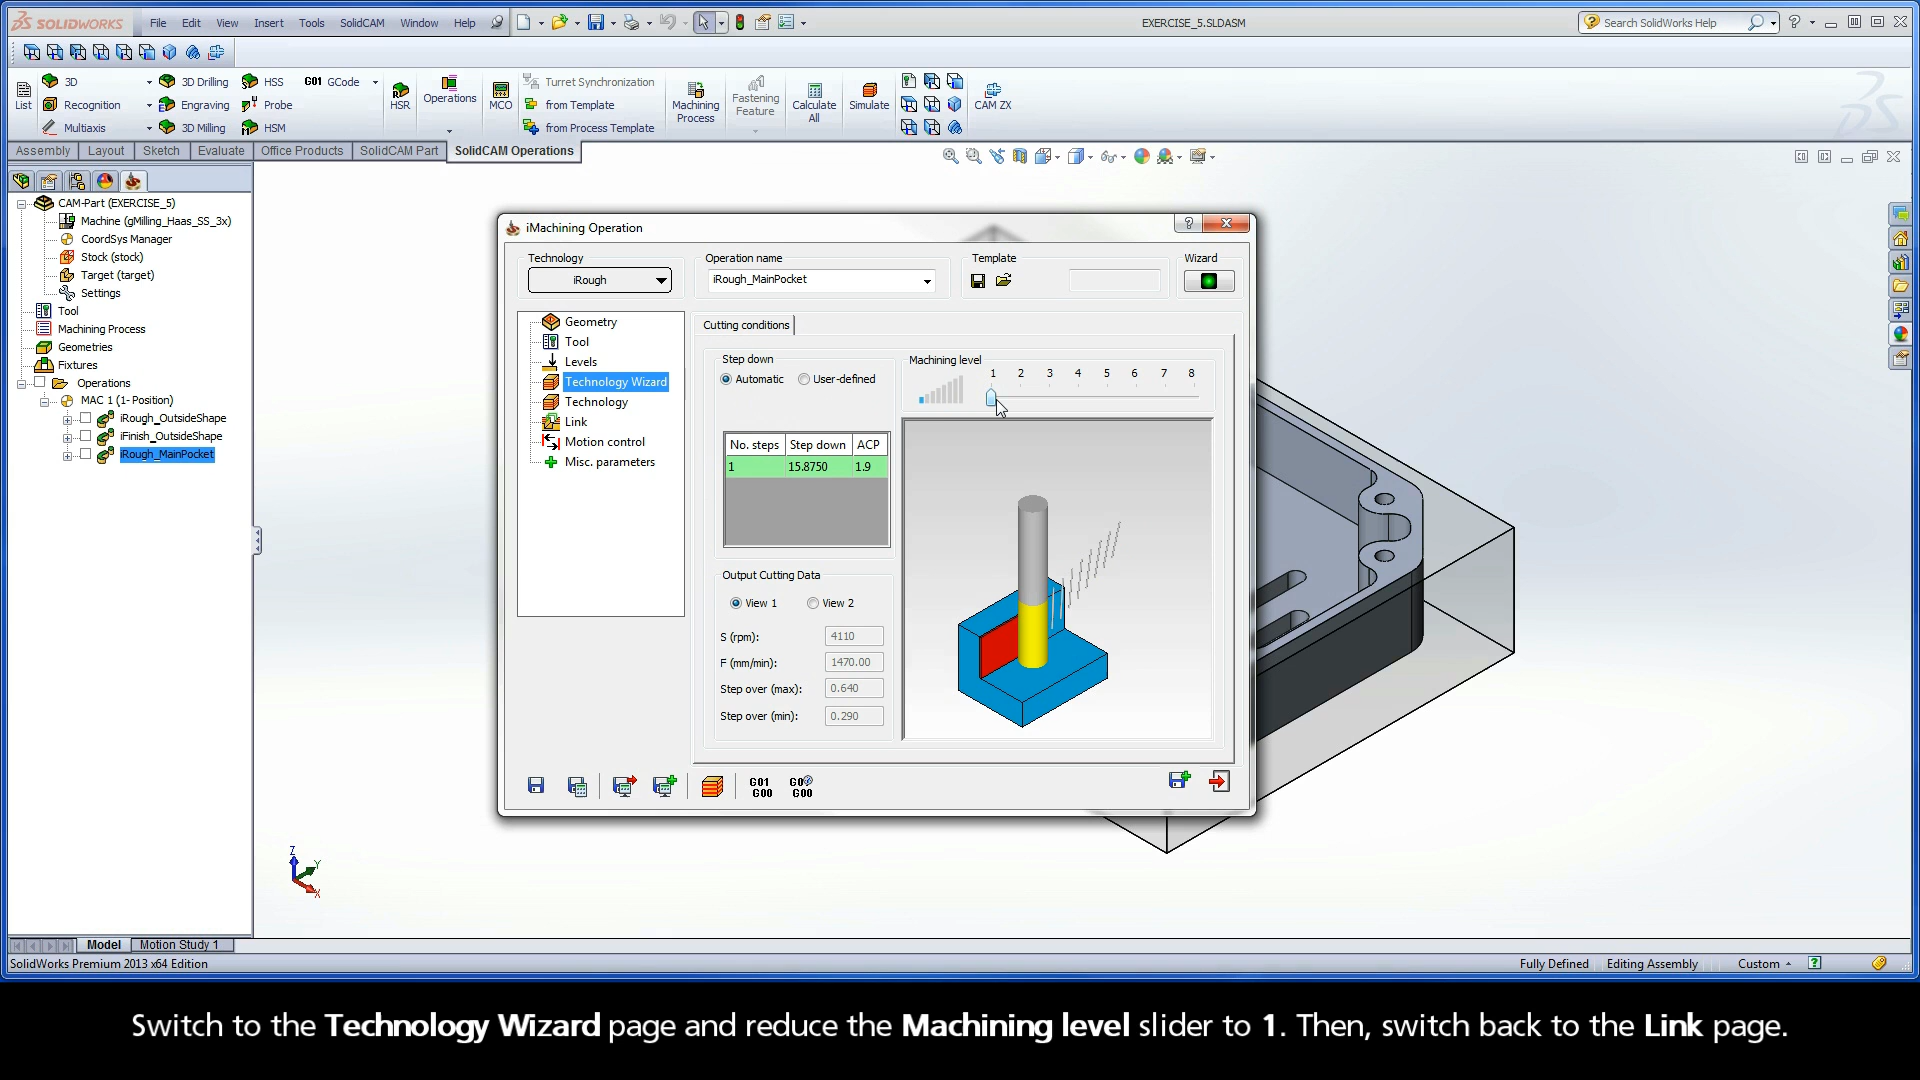 SOLIDWORKS File Edit View Insert Tools SolidCAM Window Help EXERCISE_5.SLDASM Search SolidWorks Help
3D 3D Drilling HSS G01 GCode Turret Synchronization
List Recognition Engraving Probe HSR Operations MCO from Template Machining Process Fastening Feature Calculate All Simulate CAM ZX
Multiaxis 3D Milling HSM from Process Template
Assembly Layout Sketch Evaluate Office Products SolidCAM Part SolidCAM Operations
CAM-Part (EXERCISE_5)
Machine (gMilling_Haas_SS_3x)
CoordSys Manager
Stock (stock)
Target (target)
Settings
Tool
Machining Process
Geometries
Fixtures
Operations
MAC 1 (1- Position)
iRough_OutsideShape
iFinish_OutsideShape
iRough_MainPocket
iMachining Operation
Technology Operation name Template Wizard
iRough iRough_MainPocket
Geometry
Tool
Levels
Technology Wizard
Technology
Link
Motion control
Misc. parameters
Cutting conditions
Step down Machining level
Automatic User-defined 1 2 3 4 5 6 7 8
No. steps Step down ACP
1 15.8750 1.9
Output Cutting Data
View 1 View 2
S (rpm): 4110
F (mm/min): 1470.00
Step over (max): 0.640
Step over (min): 0.290
G01 G00
G00
Z Y X
Model Motion Study 1
SolidWorks Premium 2013 x64 Edition Fully Defined Editing Assembly Custom
Switch to the Technology Wizard page and reduce the Machining level slider to 1. Then, switch back to the Link page.